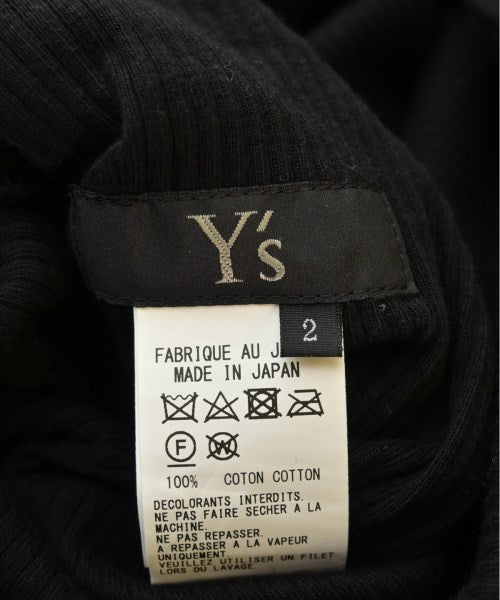 Y's
2
FABRIQUE AU J
MADE IN JAPAN
F W
100% COTON COTTON
DECOLORANTS INTERDITS.
NE PAS FAIRE SECHER A LA
MACHINE.
NE PAS REPASSER.
A REPASSER A LA VAPEUR
UNIQUEMENT.
VEUILLEZ UTILISER UN FILET
LORS DU LAVAGE.